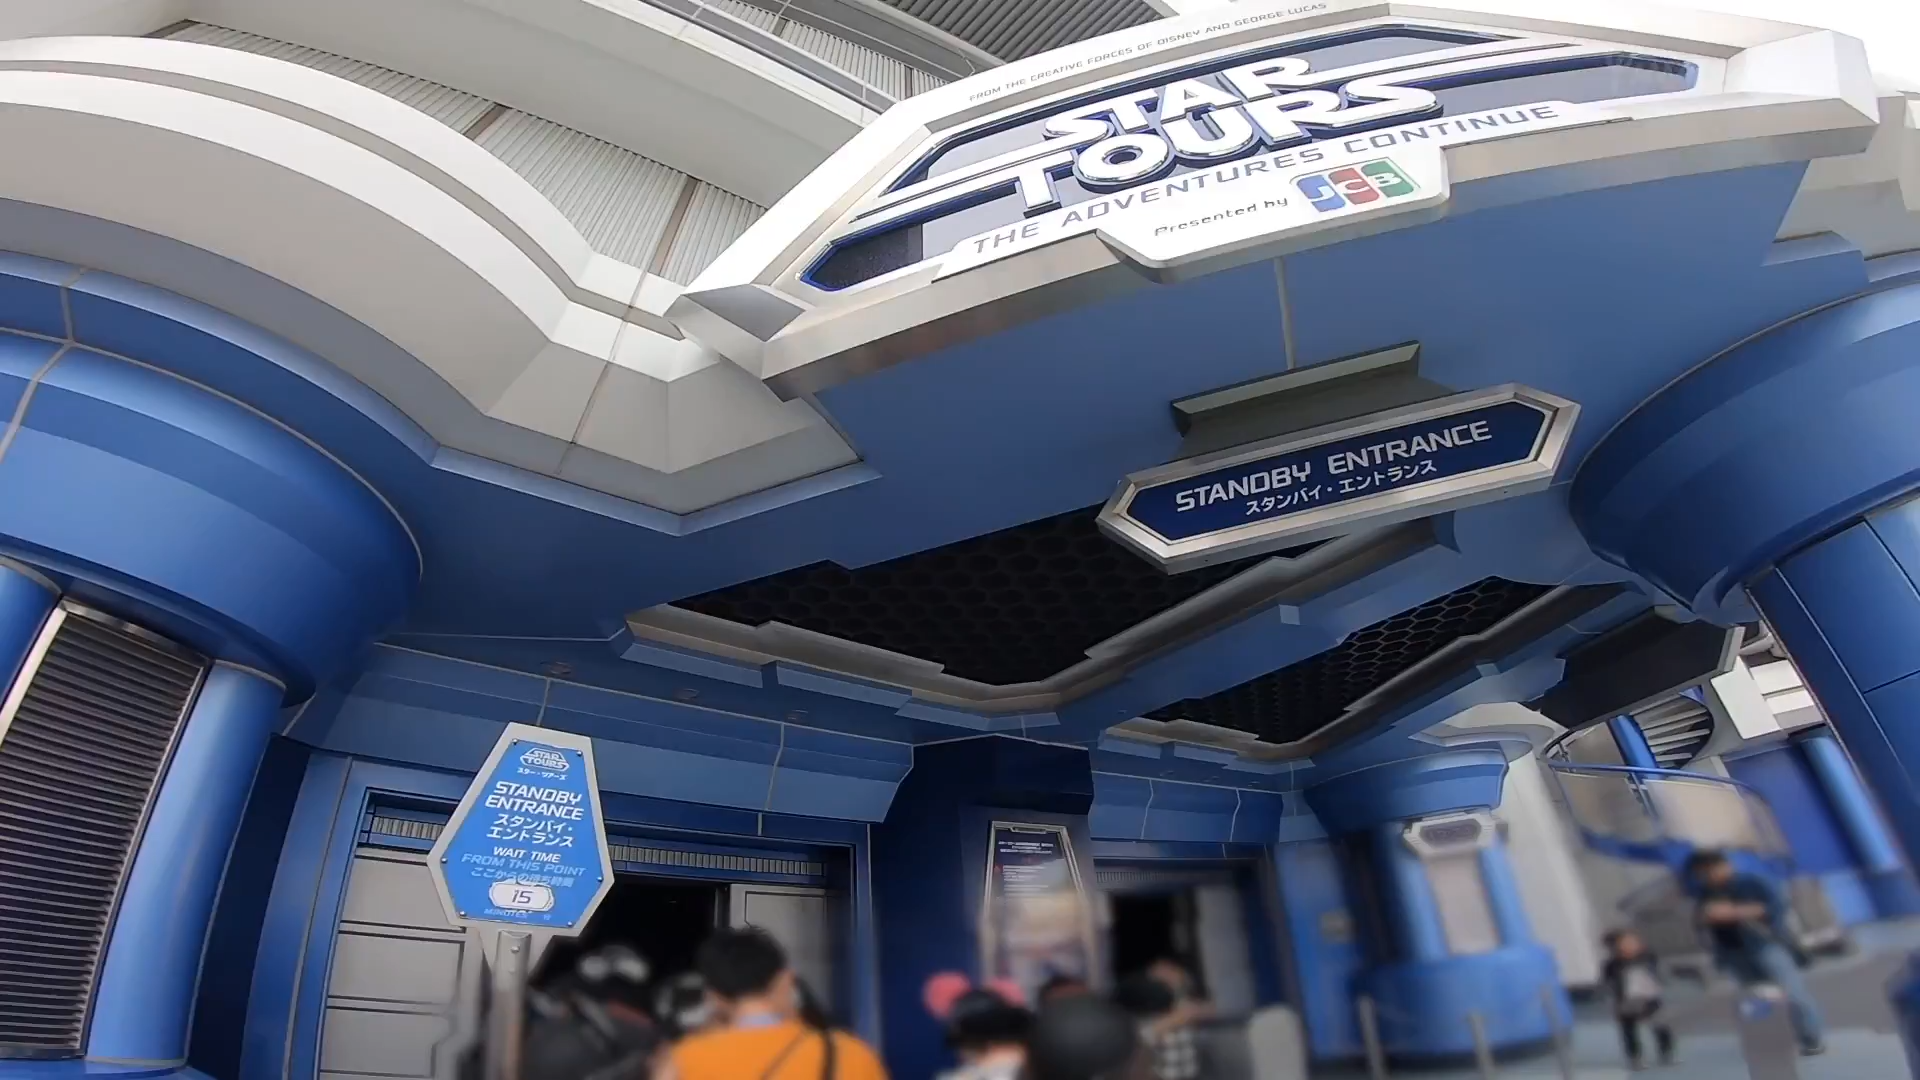 FROM THE CREATIVE FORCES OF DISNEY AND GEORGE LUCAS
STAR
TOURS
THE ADVENTURES CONTINUE
Presented by JCB
STANDBY ENTRANCE
スタンバイ・エントランス
STAR
TOURS
スター・ツアーズ
STANDBY
ENTRANCE
スタンバイ・
エントランス
WAIT TIME
FROM THIS POINT
ここからの待ち時間
15
MINUTES 分